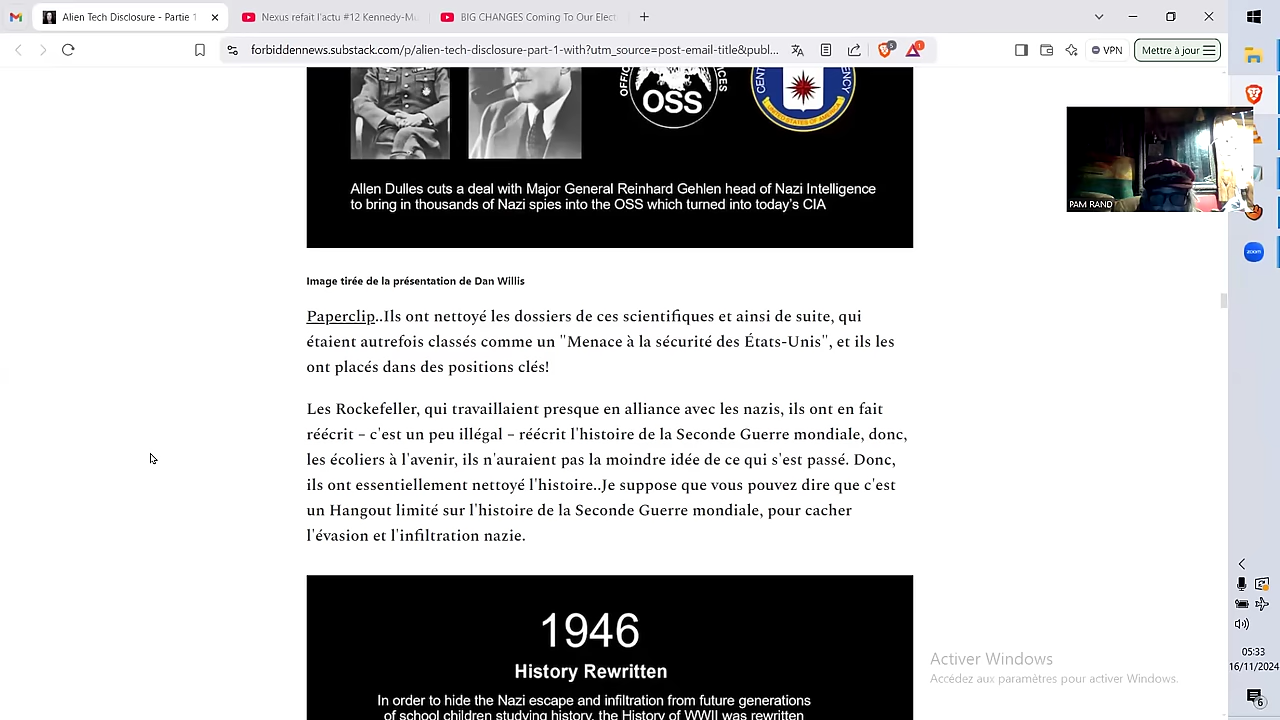 Alien Tech Disclosure - Partie 1
Nexus refait l'actu #12 Kennedy-Mu
BIG CHANGES Coming To Our Elect
forbiddennews.substack.com/p/alien-tech-disclosure-part-1-with?utm_source=post-email-title&publ...
5
1
VPN
Mettre à jour
OSS
Allen Dulles cuts a deal with Major General Reinhard Gehlen head of Nazi Intelligence
to bring in thousands of Nazi spies into the OSS which turned into today's CIA
PAM RAND
zoom
Image tirée de la présentation de Dan Willis
Paperclip..Ils ont nettoyé les dossiers de ces scientifiques et ainsi de suite, qui
étaient autrefois classés comme un "Menace à la sécurité des États-Unis", et ils les
ont placés dans des positions clés!
Les Rockefeller, qui travaillaient presque en alliance avec les nazis, ils ont en fait
réécrit – c'est un peu illégal – réécrit l'histoire de la Seconde Guerre mondiale, donc,
les écoliers à l'avenir, ils n'auraient pas la moindre idée de ce qui s'est passé. Donc,
ils ont essentiellement nettoyé l'histoire..Je suppose que vous pouvez dire que c'est
un Hangout limité sur l'histoire de la Seconde Guerre mondiale, pour cacher
l'évasion et l'infiltration nazie.
1946
History Rewritten
In order to hide the Nazi escape and infiltration from future generations
of school children studying history, the History of WWII was rewritten
Activer Windows
Accédez aux paramètres pour activer Windows.
05:33
16/11/2024
6